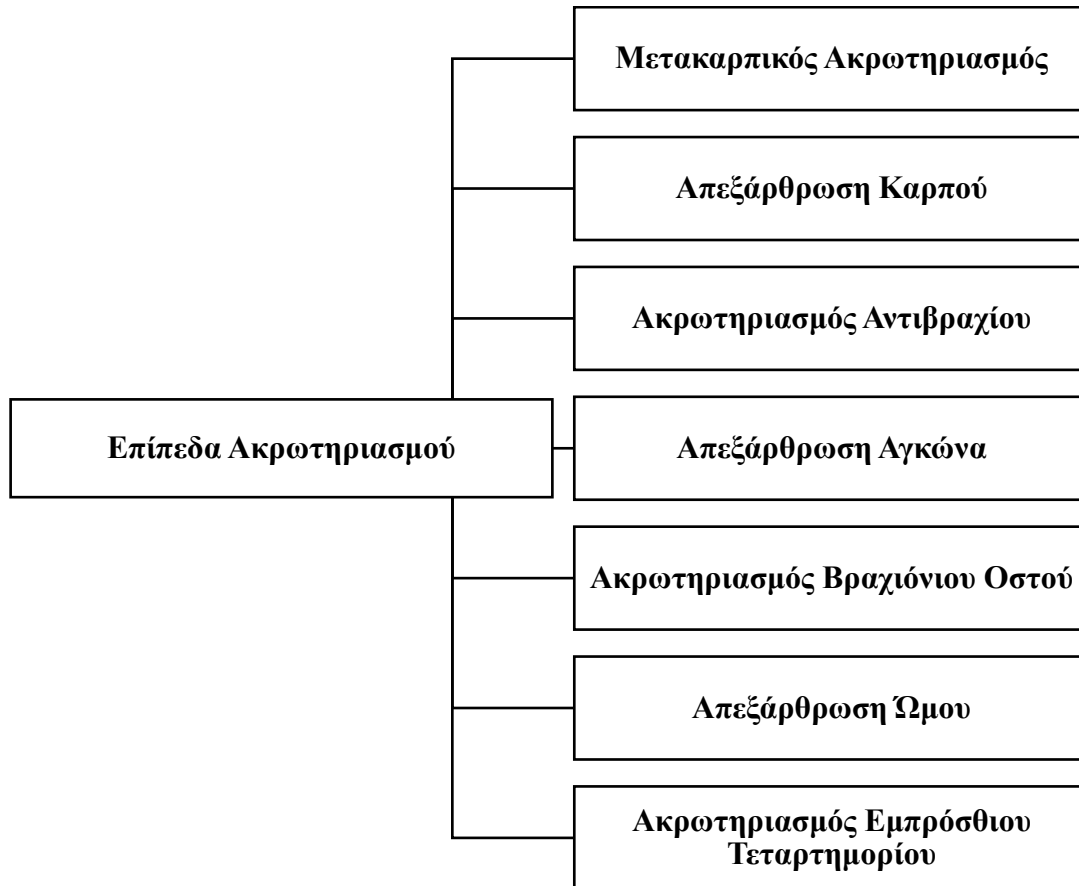 Μετακαρπικός Ακρωτηριασμός
Απεξάρθρωση Καρπού
Ακρωτηριασμός Αντιβραχίου
Επίπεδα Ακρωτηριασμού
Απεξάρθρωση Αγκώνα
Ακρωτηριασμός Βραχιόνιου Οστού
Απεξάρθρωση Ώμου
Ακρωτηριασμός Εμπρόσθιου
Τεταρτημορίου